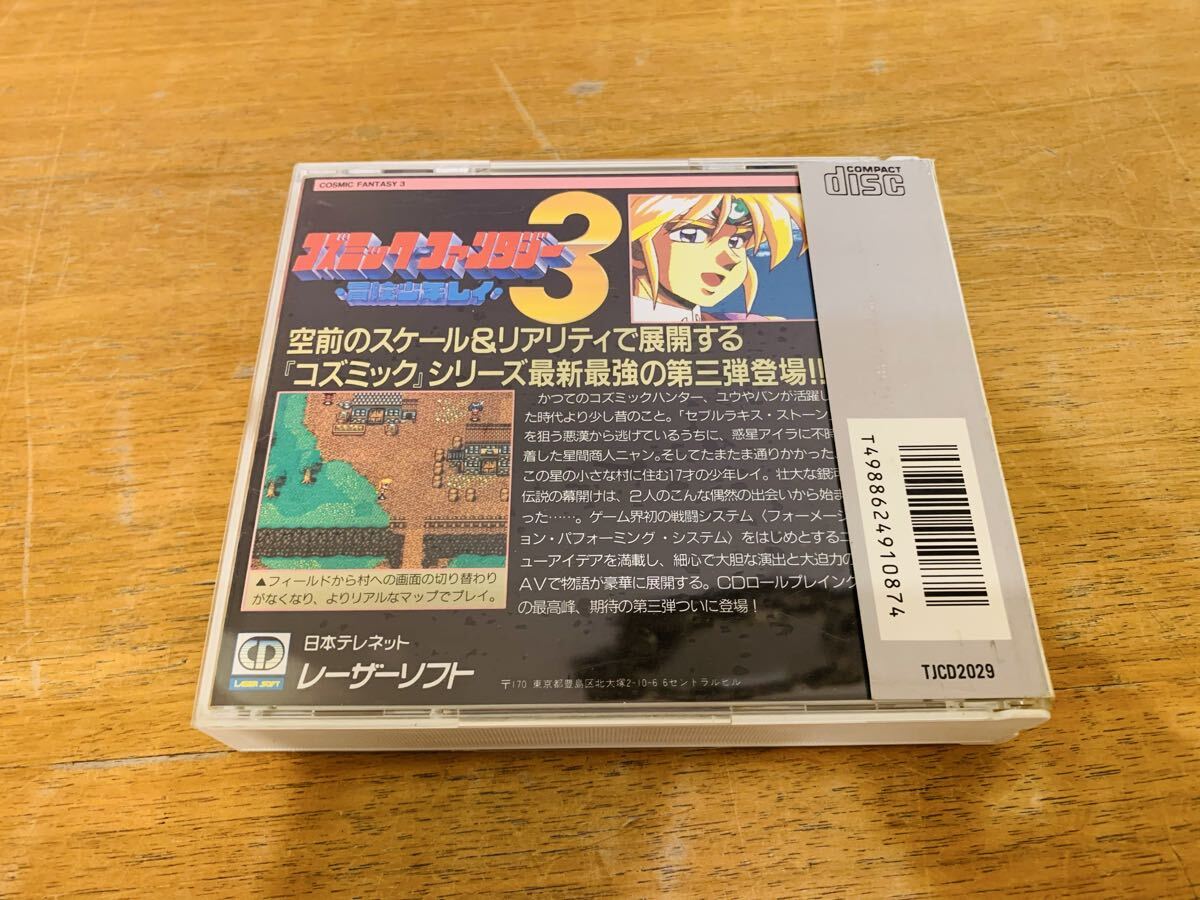 COSMIC FANTASY 3
コズミック・ファンタジー3
・冒険少年レイ・
空前のスケール&リアリティで展開する
『コズミック』シリーズ最新最強の第三弾登場!!
かつてのコズミックハンター、ユウやバンが活躍し
た時代より少し昔のこと。「セブルラキス・ストーン」
を狙う悪漢から逃げているうちに、惑星アイラに不時
着した星間商人ニャン。そしてたまたま通りかかった
この星の小さな村に住む17才の少年レイ。壮大な銀河
伝説の幕開けは、2人のこんな偶然の出会いから始ま
った……。ゲーム界初の戦闘システム〈フォーメーシ
ョン・パフォーミング・システム〉をはじめとするニ
ューアイデアを満載し、細心で大胆な演出と大迫力の
AVで物語が豪華に展開する。CDロールプレイング
の最高峰、期待の第三弾ついに登場!
▲フィールドから村への画面の切り替わり
がなくなり、よりリアルなマップでプレイ。
CD
LASER SOFT
日本テレネット
レーザーソフト
〒170 東京都豊島区北大塚2-10-6 6セントラルビル
COMPACT
disc
T4988624910874
TJCD2029